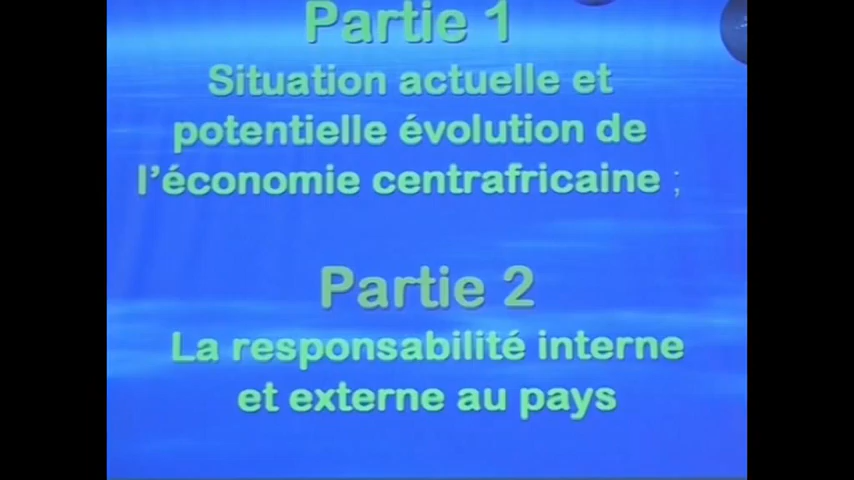 Partie 1
Situation actuelle et
potentielle évolution de
l'économie centrafricaine ;
Partie 2
La responsabilité interne
et externe au pays